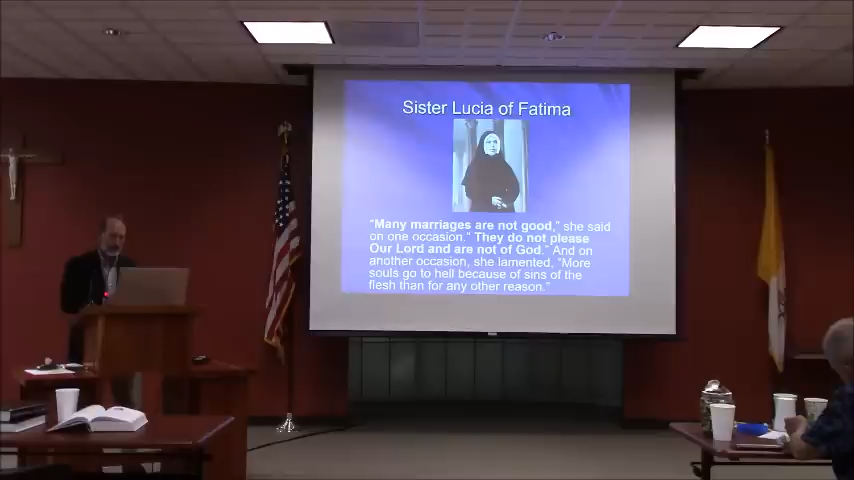 Sister Lucia of Fatima
"Many marriages are not good," she said
on one occasion." They do not please
Our Lord and are not of God." And on
another occasion, she lamented, "More
souls go to hell because of sins of the
flesh than for any other reason."